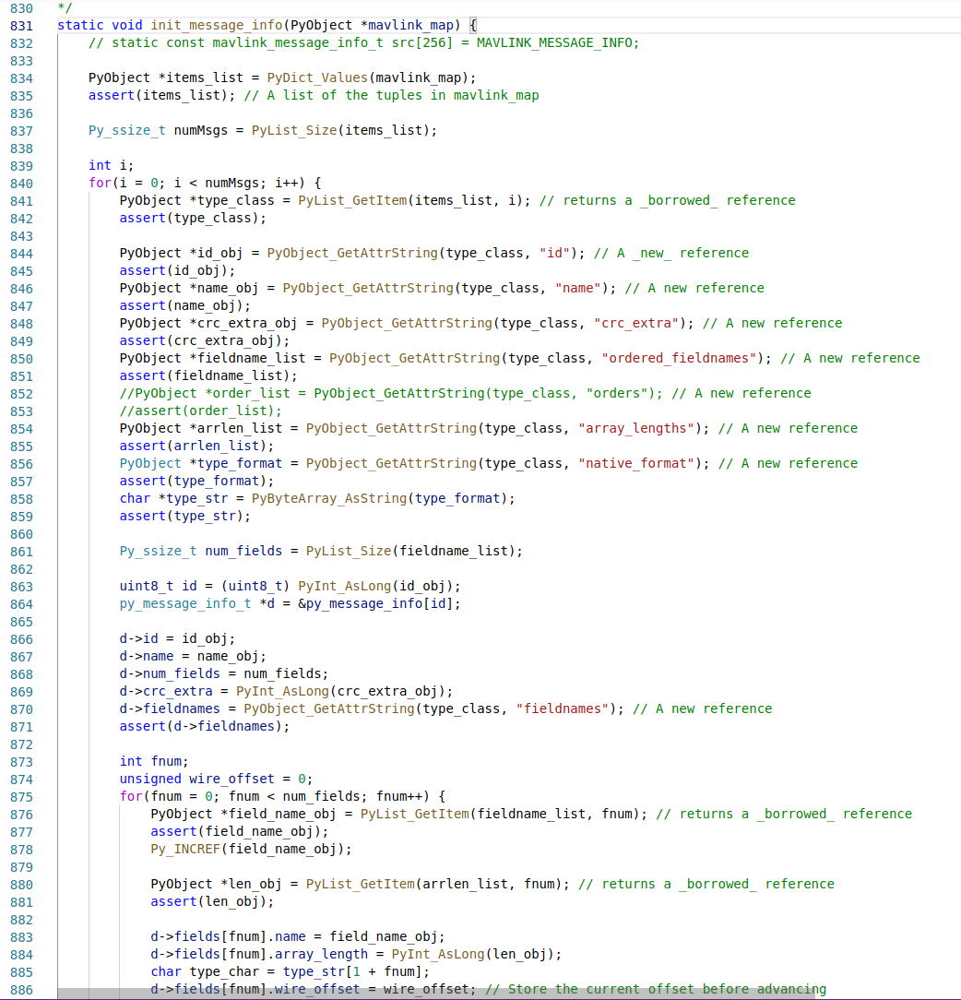 830 */
831 static void init_message_info(PyObject *mavlink_map) {
832 // static const mavlink_message_info_t src[256] = MAVLINK_MESSAGE_INFO;
833
834 PyObject *items_list = PyDict_Values(mavlink_map);
835 assert(items_list); // A list of the tuples in mavlink_map
836
837 Py_ssize_t numMsgs = PyList_Size(items_list);
838
839 int i;
840 for(i = 0; i < numMsgs; i++) {
841 PyObject *type_class = PyList_GetItem(items_list, i); // returns a _borrowed_ reference
842 assert(type_class);
843
844 PyObject *id_obj = PyObject_GetAttrString(type_class, "id"); // A _new_ reference
845 assert(id_obj);
846 PyObject *name_obj = PyObject_GetAttrString(type_class, "name"); // A new reference
847 assert(name_obj);
848 PyObject *crc_extra_obj = PyObject_GetAttrString(type_class, "crc_extra"); // A new reference
849 assert(crc_extra_obj);
850 PyObject *fieldname_list = PyObject_GetAttrString(type_class, "ordered_fieldnames"); // A new reference
851 assert(fieldname_list);
852 //PyObject *order_list = PyObject_GetAttrString(type_class, "orders"); // A new reference
853 //assert(order_list);
854 PyObject *arrlen_list = PyObject_GetAttrString(type_class, "array_lengths"); // A new reference
855 assert(arrlen_list);
856 PyObject *type_format = PyObject_GetAttrString(type_class, "native_format"); // A new reference
857 assert(type_format);
858 char *type_str = PyByteArray_AsString(type_format);
859 assert(type_str);
860
861 Py_ssize_t num_fields = PyList_Size(fieldname_list);
862
863 uint8_t id = (uint8_t) PyInt_AsLong(id_obj);
864 py_message_info_t *d = &py_message_info[id];
865
866 d->id = id_obj;
867 d->name = name_obj;
868 d->num_fields = num_fields;
869 d->crc_extra = PyInt_AsLong(crc_extra_obj);
870 d->fieldnames = PyObject_GetAttrString(type_class, "fieldnames"); // A new reference
871 assert(d->fieldnames);
872
873 int fnum;
874 unsigned wire_offset = 0;
875 for(fnum = 0; fnum < num_fields; fnum++) {
876 PyObject *field_name_obj = PyList_GetItem(fieldname_list, fnum); // returns a _borrowed_ reference
877 assert(field_name_obj);
878 Py_INCREF(field_name_obj);
879
880 PyObject *len_obj = PyList_GetItem(arrlen_list, fnum); // returns a _borrowed_ reference
881 assert(len_obj);
882
883 d->fields[fnum].name = field_name_obj;
884 d->fields[fnum].array_length = PyInt_AsLong(len_obj);
885 char type_char = type_str[1 + fnum];
886 d->fields[fnum].wire_offset = wire_offset; // Store the current offset before advancing